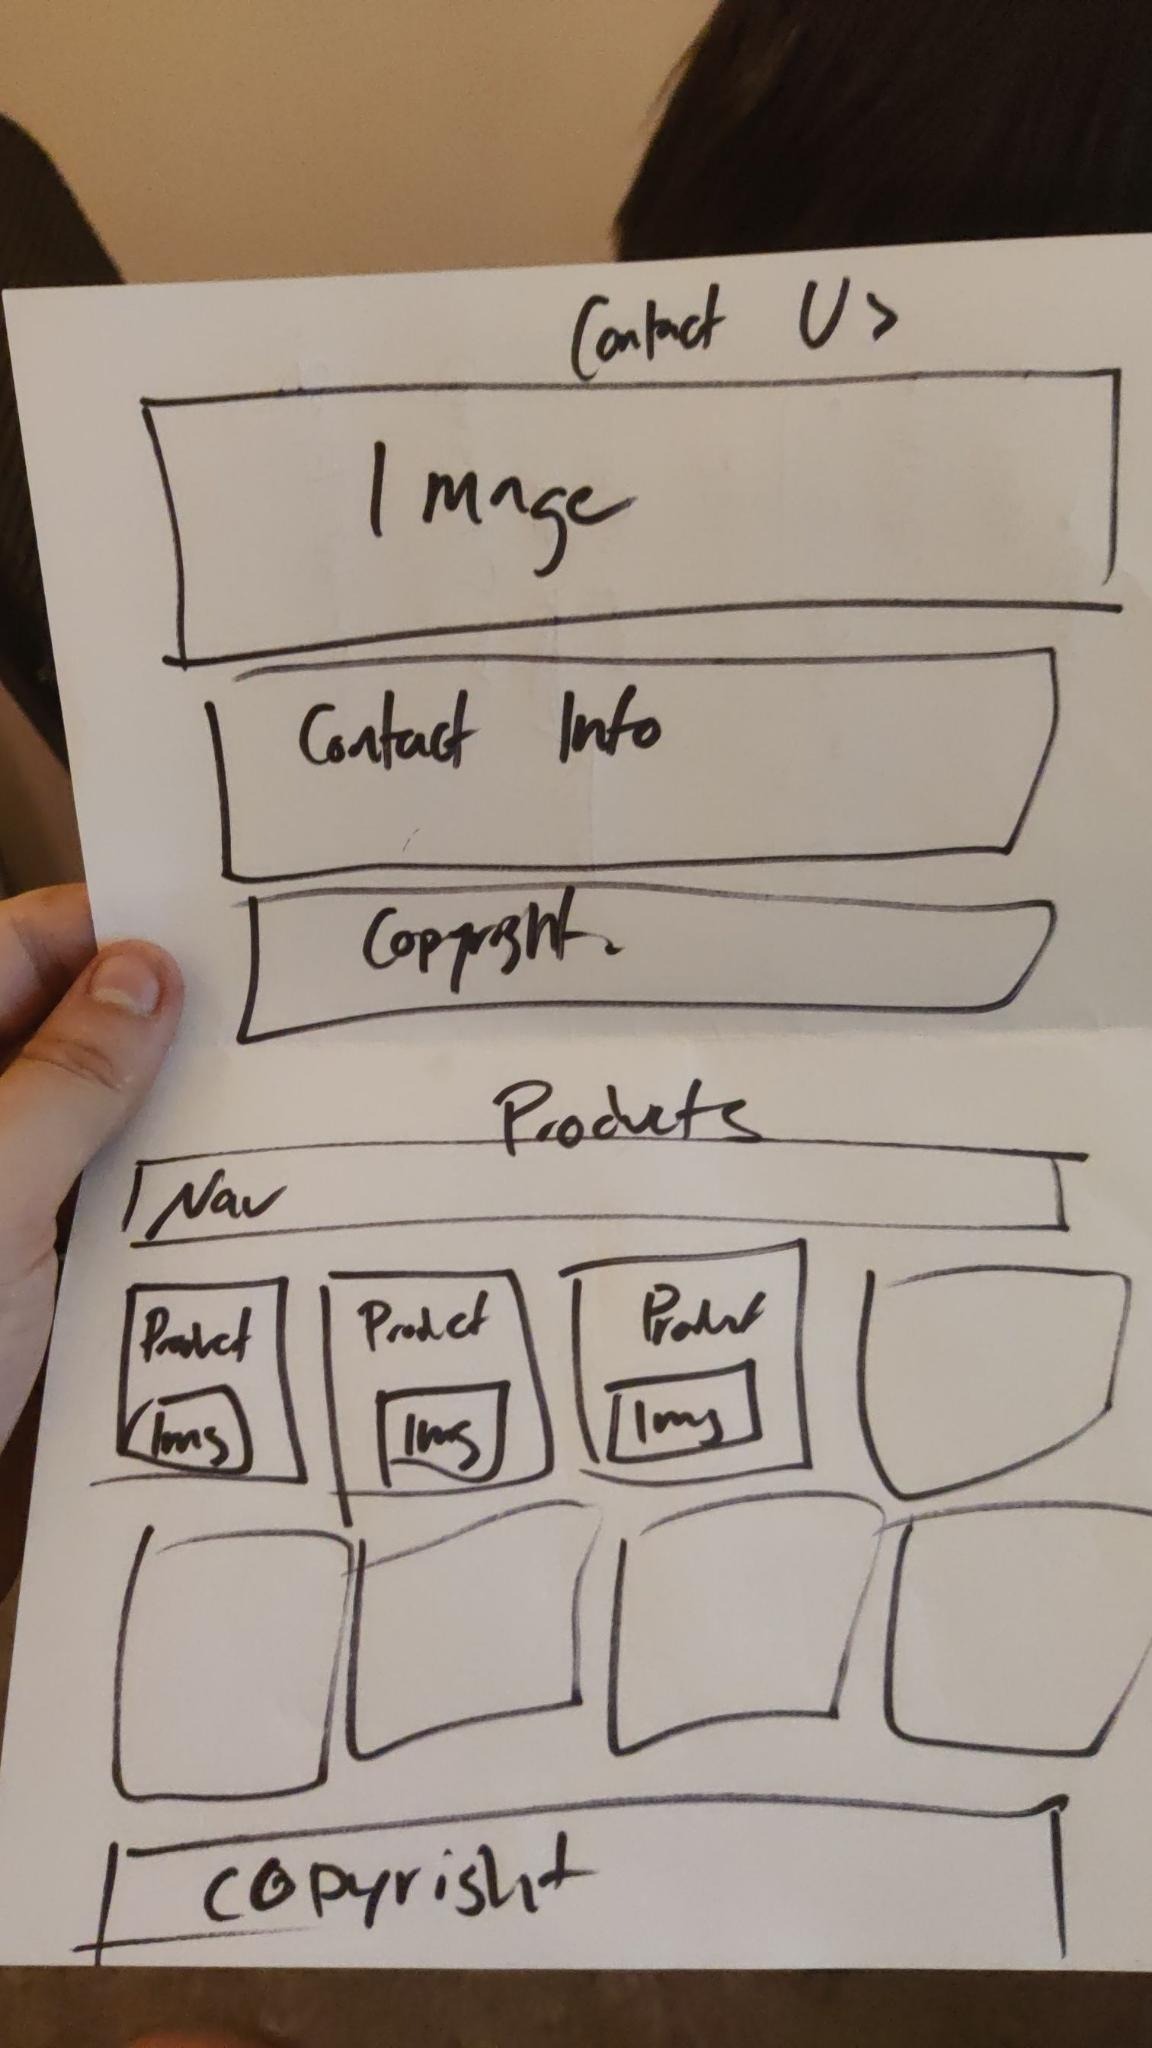 Contact Us
Image
Contact Info
Copyright.
Products
Nav
Product Product Product
Img Img Img
Copyright